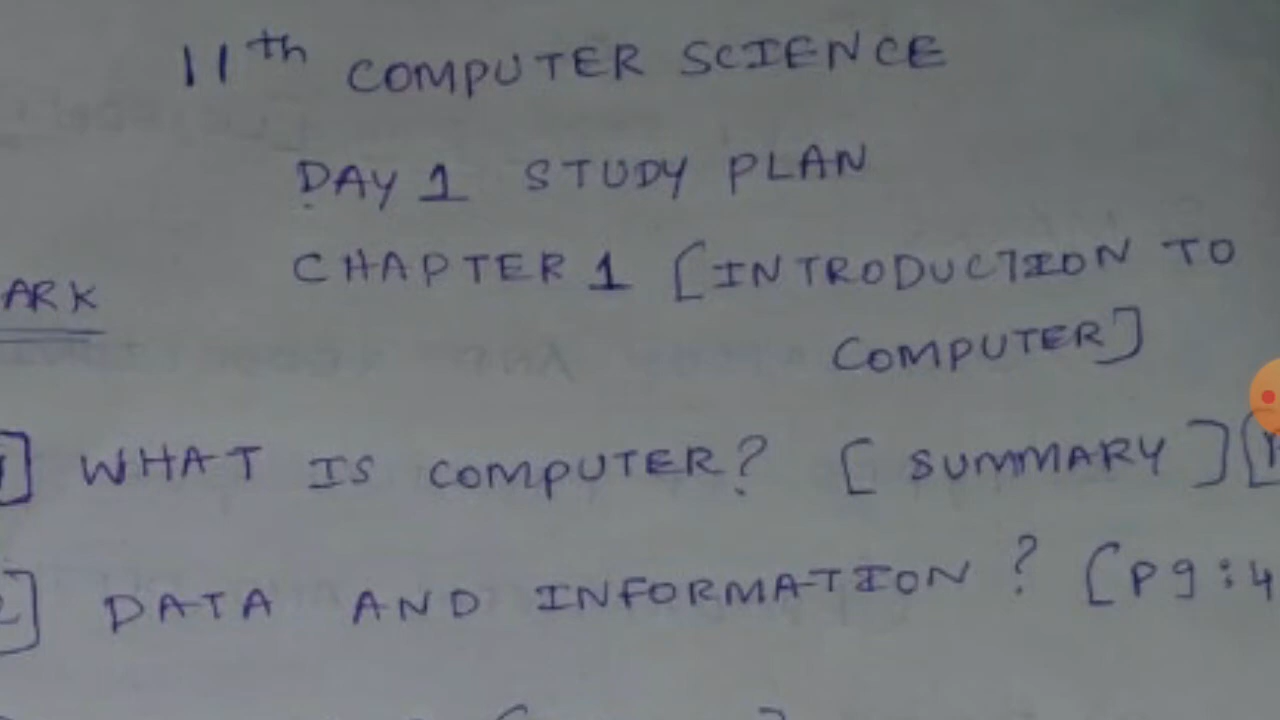 11th COMPUTER SCIENCE
DAY 1 STUDY PLAN
CHAPTER 1 [INTRODUCTION TO
COMPUTER]
ARK
] WHAT IS COMPUTER? [SUMMARY] [
] DATA AND INFORMATION? [Pg:4